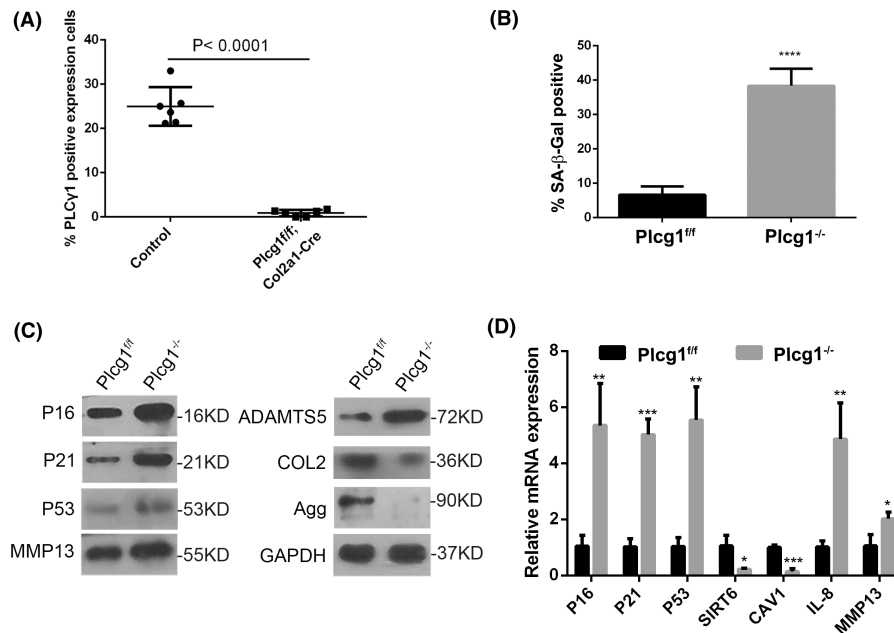 (A)
% PLCγ1 positive expression cells
40
30
20
10
0
P< 0.0001
Control
Plcg1f/f;
Col2a1-Cre
(B)
% SA-β-Gal positive
50
40
30
20
10
0
****
Plcg1f/f
Plcg1-/-
(C)
Plcg1f/f
Plcg1-/-
P16
-16KD
P21
-21KD
P53
-53KD
MMP13
-55KD
Plcg1f/f
Plcg1-/-
ADAMTS5
-72KD
COL2
-36KD
Agg
-90KD
GAPDH
-37KD
(D)
Plcg1f/f
Plcg1-/-
Relative mRNA expression
8
6
4
2
0
**
***
**
*
***
**
*
P16
P21
P53
SIRT6
CAV1
IL-8
MMP13